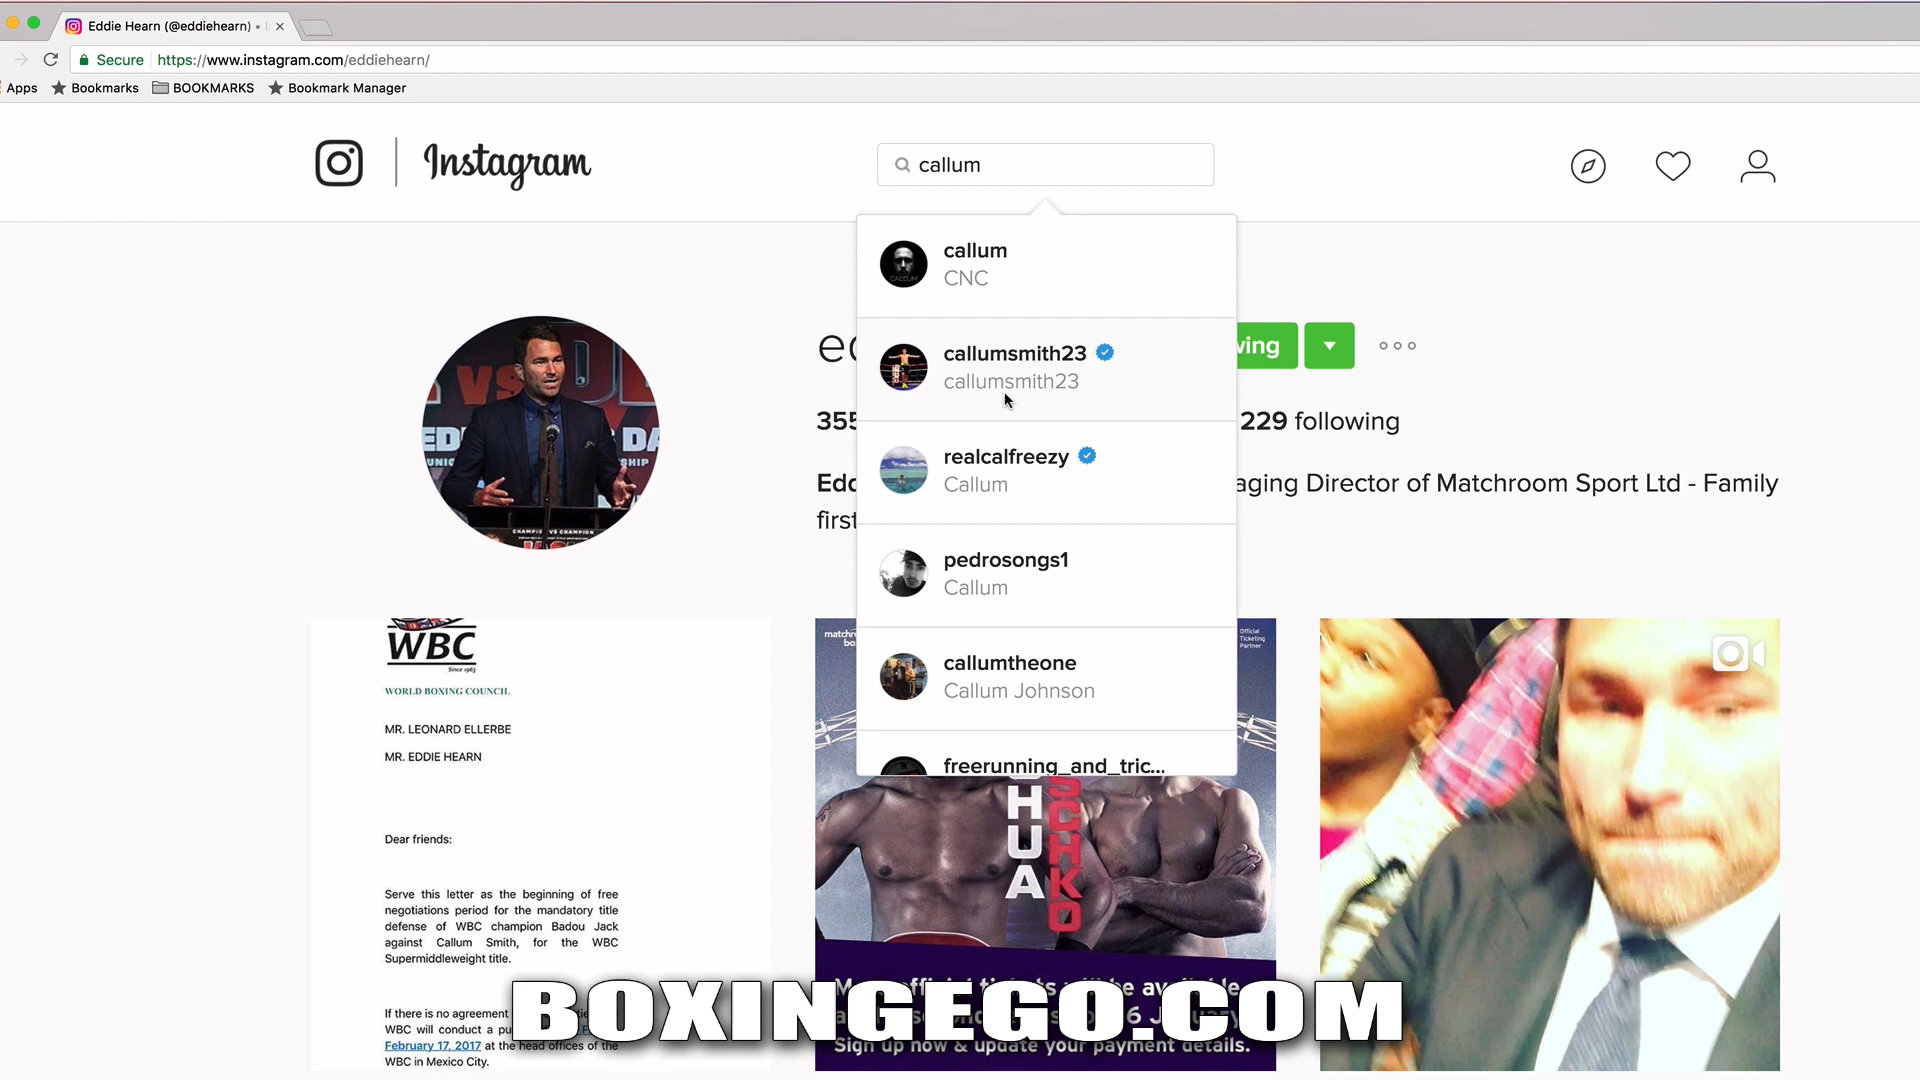 Eddie Hearn (@eddiehearn) •
Secure https://www.instagram.com/eddiehearn/
Apps Bookmarks BOOKMARKS Bookmark Manager
Instagram
callum
callum
CNC
callumsmith23
callumsmith23
realcalfreezy
Callum
pedrosongs1
Callum
callumtheone
Callum Johnson
freerunning_and_tric...
229 following
Director of Matchroom Sport Ltd - Family
WBC
Since 1963
WORLD BOXING COUNCIL
MR. LEONARD ELLERBE
MR. EDDIE HEARN
Dear friends:
Serve this letter as the beginning of free
negotiations period for the mandatory title
defense of WBC champion Badou Jack
against Callum Smith, for the WBC
Supermiddleweight title.
If there is no agreement
WBC will conduct a
February 17, 2017 at the head offices of the
WBC in Mexico City.
Official
Ticketing
Partner
Sign up now & update your payment details.
BOXINGEGO.COM